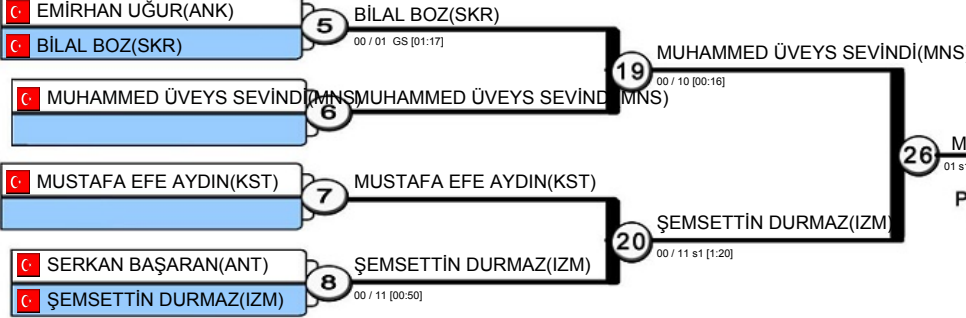 EMİRHAN UĞUR(ANK)
BİLAL BOZ(SKR)
5
BİLAL BOZ(SKR)
00 / 01 GS [01:17]
MUHAMMED ÜVEYS SEVİNDİ(MNS)
6
MUHAMMED ÜVEYS SEVİNDİ(MNS)
19
MUHAMMED ÜVEYS SEVİNDİ(MNS
00 / 10 [00:16]
MUSTAFA EFE AYDIN(KST)
7
MUSTAFA EFE AYDIN(KST)
SERKAN BAŞARAN(ANT)
ŞEMSETTİN DURMAZ(IZM)
8
ŞEMSETTİN DURMAZ(IZM)
00 / 11 [00:50]
20
ŞEMSETTİN DURMAZ(IZM)
00 / 11 s1 [1:20]
26
M
01 s1
P